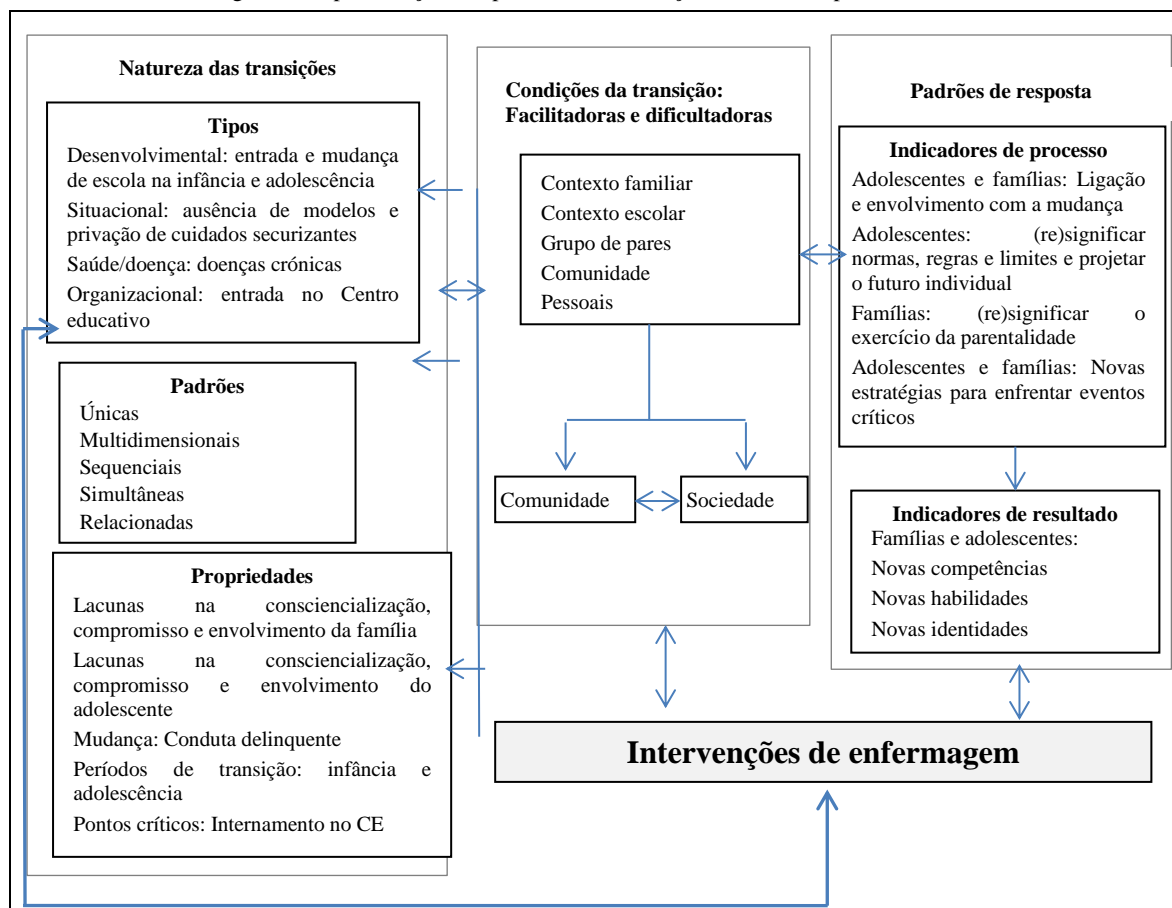 Natureza das transições
Tipos
Desenvolvimental: entrada e mudança
de escola na infância e adolescência
Situacional: ausência de modelos e
privação de cuidados securizantes
Saúde/doença: doenças crónicas
Organizacional: entrada no Centro
educativo
Padrões
Únicas
Multidimensionais
Sequenciais
Simultâneas
Relacionadas
Propriedades
Lacunas na consciencialização,
compromisso e envolvimento da família
Lacunas na consciencialização,
compromisso e envolvimento do
adolescente
Mudança: Conduta delinquente
Períodos de transição: infância e
adolescência
Pontos críticos: Internamento no CE
Condições da transição:
Facilitadoras e dificultadoras
Contexto familiar
Contexto escolar
Grupo de pares
Comunidade
Pessoais
Comunidade
Sociedade
Padrões de resposta
Indicadores de processo
Adolescentes e famílias: Ligação
e envolvimento com a mudança
Adolescentes: (re)significar
normas, regras e limites e projetar
o futuro individual
Famílias: (re)significar o
exercício da parentalidade
Adolescentes e famílias: Novas
estratégias para enfrentar eventos
críticos
Indicadores de resultado
Famílias e adolescentes:
Novas competências
Novas habilidades
Novas identidades
Intervenções de enfermagem